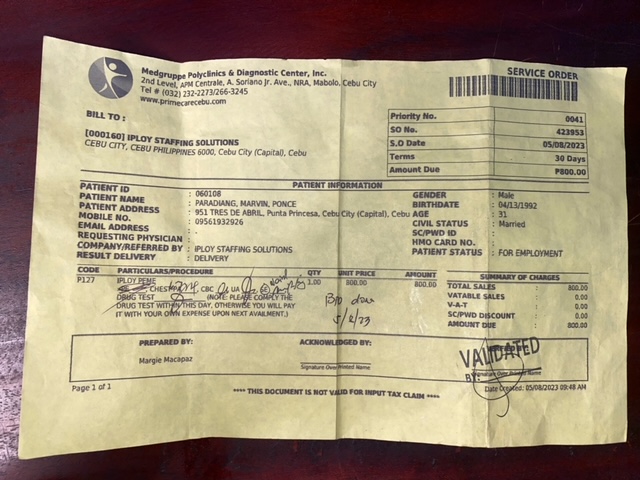 Medgruppe Polyclinics & Diagnostic Center, Inc.
2nd Level, APM Centrale, A. Soriano Jr. Ave., NRA, Mabolo, Cebu City
Tel # (032) 232-2273/266-3245
www.primecarecebu.com
SERVICE ORDER
BILL TO :
[000160] IPLOY STAFFING SOLUTIONS
CEBU CITY, CEBU PHILIPPINES 6000, Cebu City (Capital), Cebu
Priority No. 0041
SO No. 423953
S.O Date 05/08/2023
Terms 30 Days
Amount Due ₱800.00
PATIENT INFORMATION
PATIENT ID : 060108
PATIENT NAME : PARADIANG, MARVIN, PONCE
PATIENT ADDRESS : 951 TRES DE ABRIL, Punta Princesa, Cebu City (Capital), Cebu
MOBILE NO. : 09561932926
EMAIL ADDRESS :
REQUESTING PHYSICIAN : .
COMPANY/REFERRED BY : IPLOY STAFFING SOLUTIONS
RESULT DELIVERY : DELIVERY
GENDER : Male
BIRTHDATE : 04/13/1992
AGE : 31
CIVIL STATUS : Married
SC/PWD ID :
HMO CARD NO. :
PATIENT STATUS : FOR EMPLOYMENT
CODE PARTICULARS/PROCEDURE QTY UNIT PRICE AMOUNT
P127 IPLOY PEME 1.00 800.00 800.00
CHEST CBC UA
DRUG TEST (NOTE: PLEASE COMPLY THE
DRUG TEST WITHIN THIS DAY, OTHERWISE YOU WILL PAY
IT WITH YOUR OWN EXPENSE UPON NEXT AVAILMENT.)
5/8/23
SUMMARY OF CHARGES
TOTAL SALES : 800.00
VATABLE SALES : 0.00
V-A-T : 0.00
SC/PWD DISCOUNT : 0.00
AMOUNT DUE : 800.00
PREPARED BY:
Margie Macapaz
ACKNOWLEDGED BY:
Signature Over Printed Name
VALIDATED
BY:
Signature Over Printed Name
Page 1 of 1
**** THIS DOCUMENT IS NOT VALID FOR INPUT TAX CLAIM ****
Date Created: 05/08/2023 09:48 AM